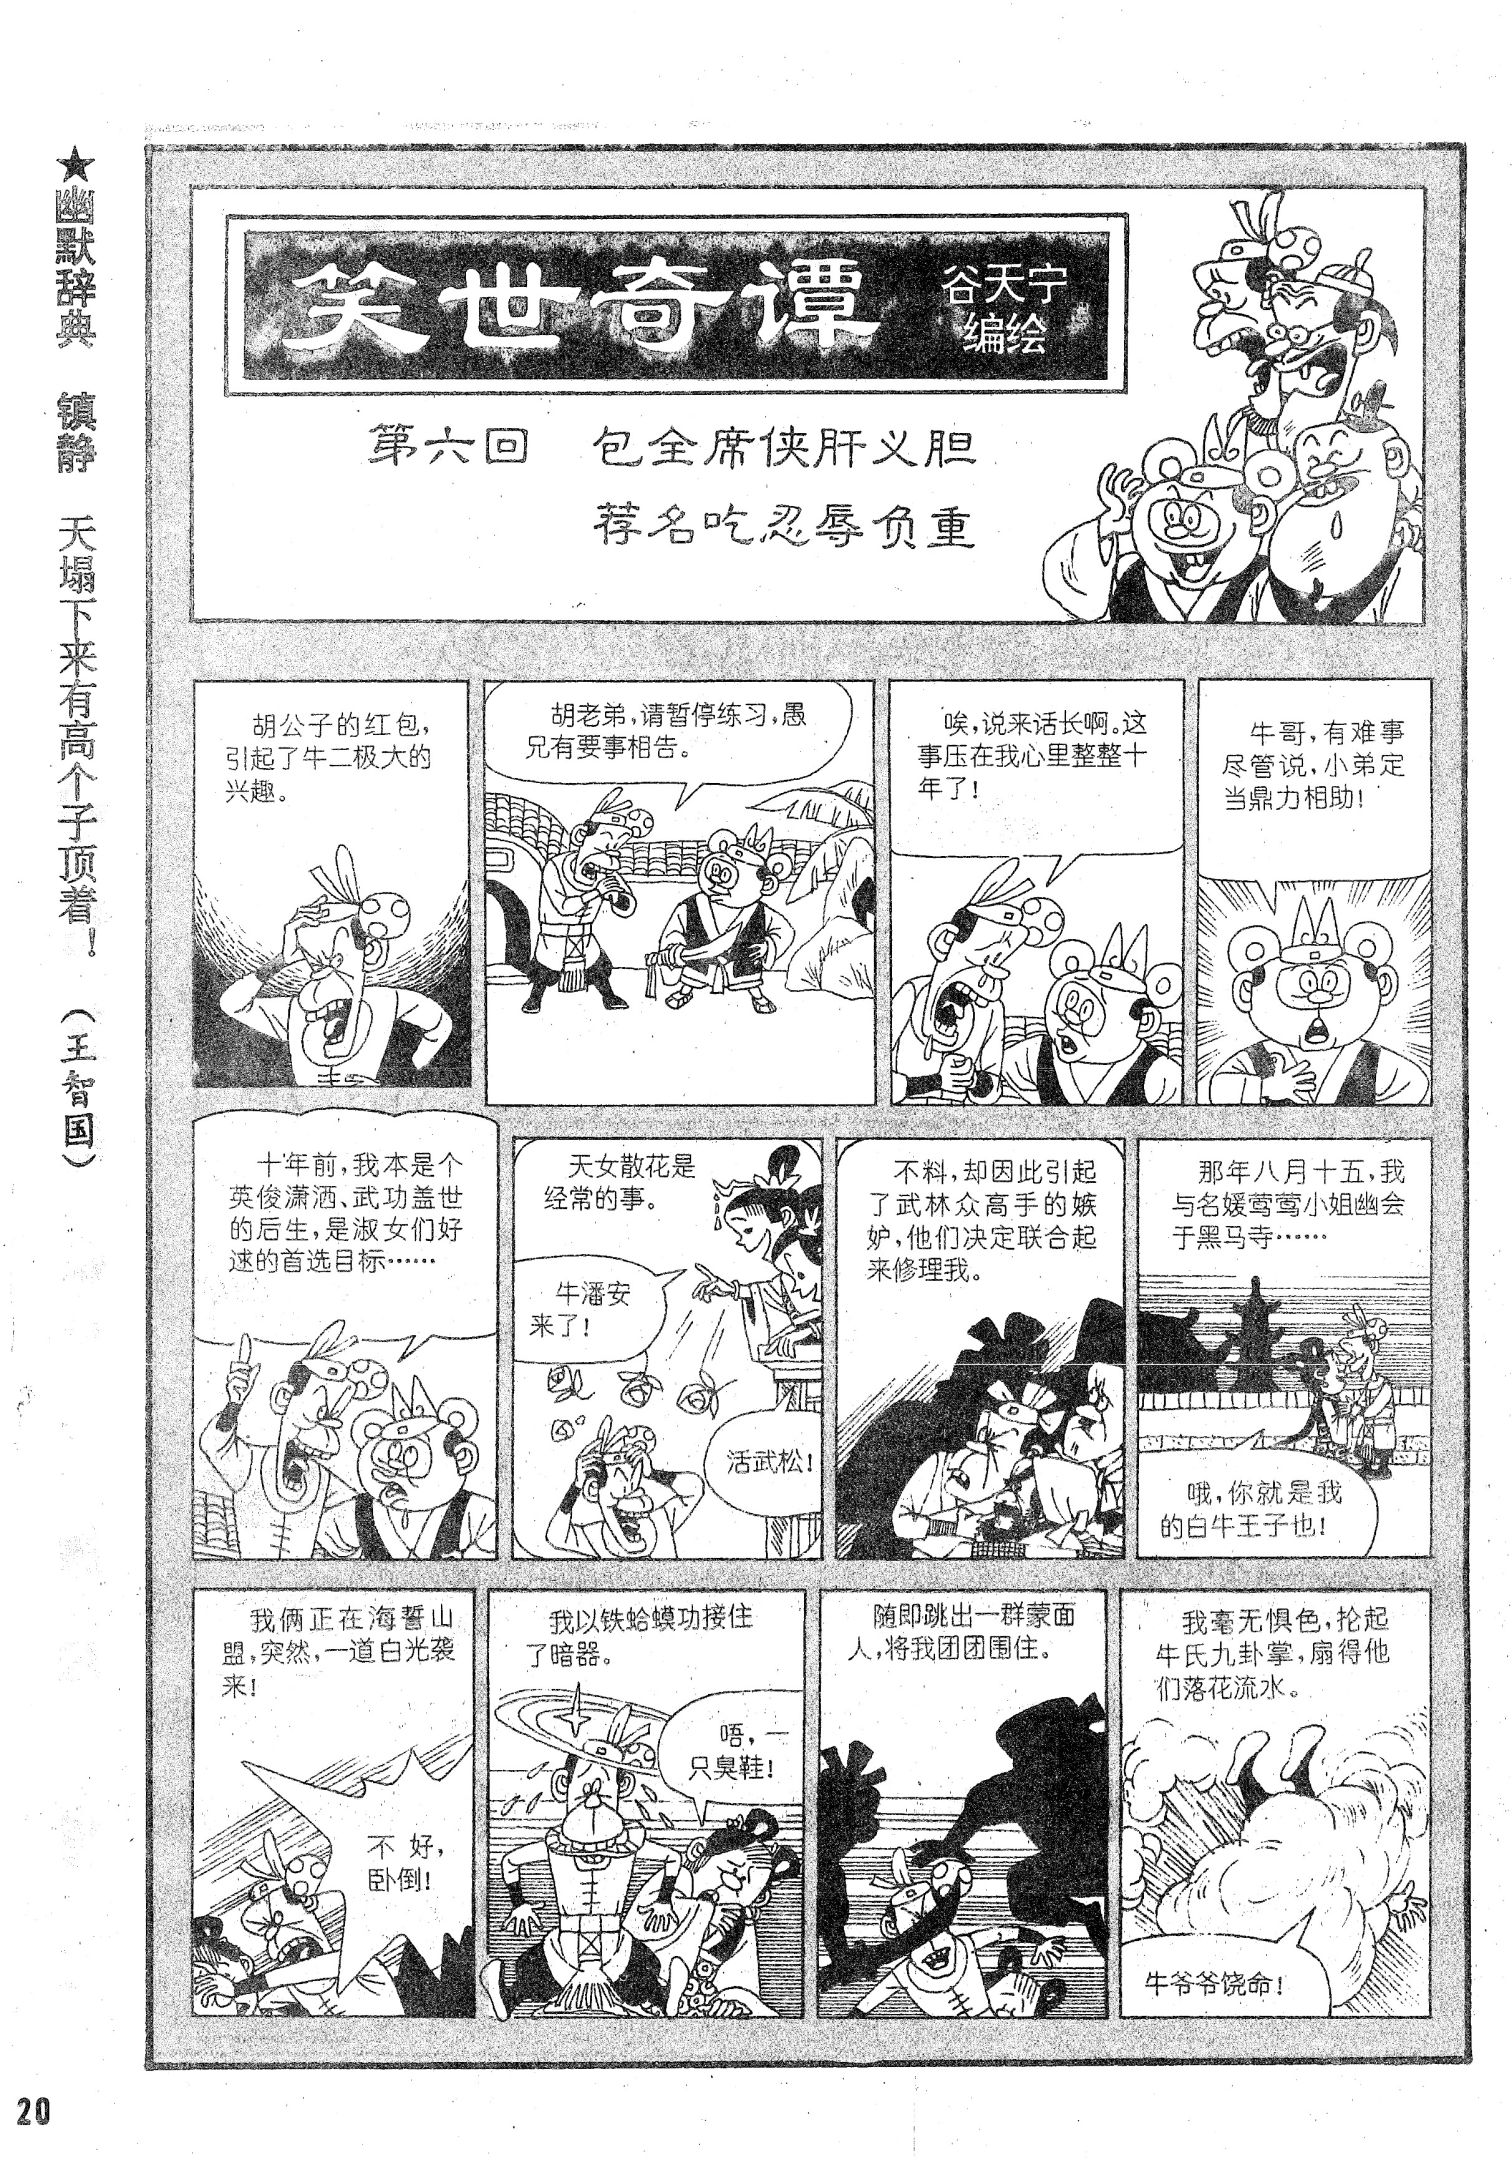 ★幽默辞典 镇静 天塌下来有高个子顶着！（王智国）
笑世奇谭
谷天宁
编绘
第六回 包全席侠肝义胆
荐名吃忍辱负重
胡公子的红包，
引起了牛二极大的
兴趣。
胡老弟，请暂停练习，愚
兄有要事相告。
唉，说来话长啊。这
事压在我心里整整十
年了！
牛哥，有难事
尽管说，小弟定
当鼎力相助！
十年前，我本是个
英俊潇洒、武功盖世
的后生，是淑女们好
逑的首选目标……
天女散花是
经常的事。
牛潘安
来了！
活武松！
不料，却因此引起
了武林众高手的嫉
妒，他们决定联合起
来修理我。
那年八月十五，我
与名媛莺莺小姐幽会
于黑马寺……
哦，你就是我
的白牛王子也！
我俩正在海誓山
盟，突然，一道白光袭
来！
不好，
卧倒！
我以铁蛤蟆功接住
了暗器。
唔，一
只臭鞋！
随即跳出一群蒙面
人，将我团团围住。
我毫无惧色，抡起
牛氏九卦掌，扇得他
们落花流水。
牛爷爷饶命！
20